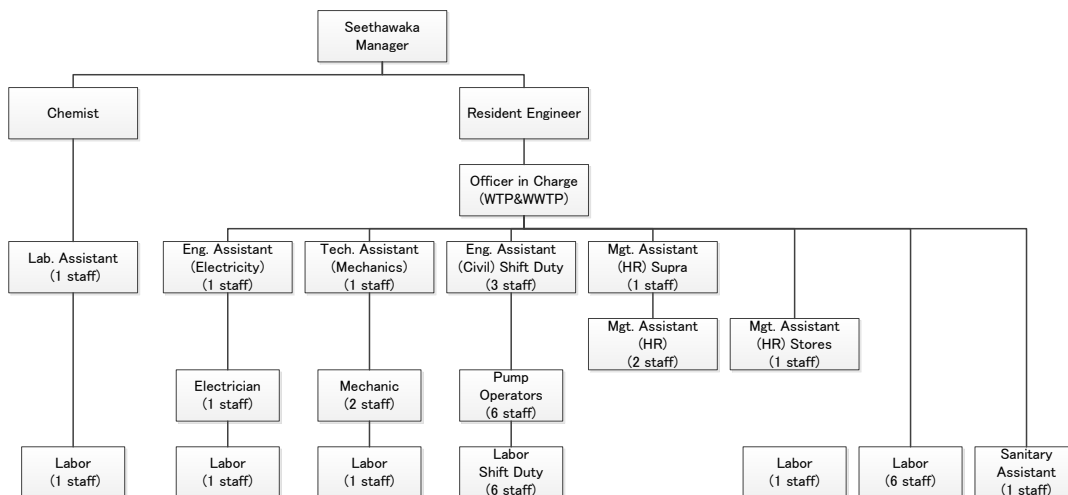 Seethawaka
Manager
Chemist
Resident Engineer
Officer in Charge
(WTP&WWTP)
Lab. Assistant
(1 staff)
Eng. Assistant
(Electricity)
(1 staff)
Tech. Assistant
(Mechanics)
(1 staff)
Eng. Assistant
(Civil) Shift Duty
(3 staff)
Mgt. Assistant
(HR) Supra
(1 staff)
Mgt. Assistant
(HR)
(2 staff)
Mgt. Assistant
(HR) Stores
(1 staff)
Electrician
(1 staff)
Mechanic
(2 staff)
Pump
Operators
(6 staff)
Labor
(1 staff)
Labor
(1 staff)
Labor
(1 staff)
Labor
Shift Duty
(6 staff)
Labor
(1 staff)
Labor
(6 staff)
Sanitary
Assistant
(1 staff)